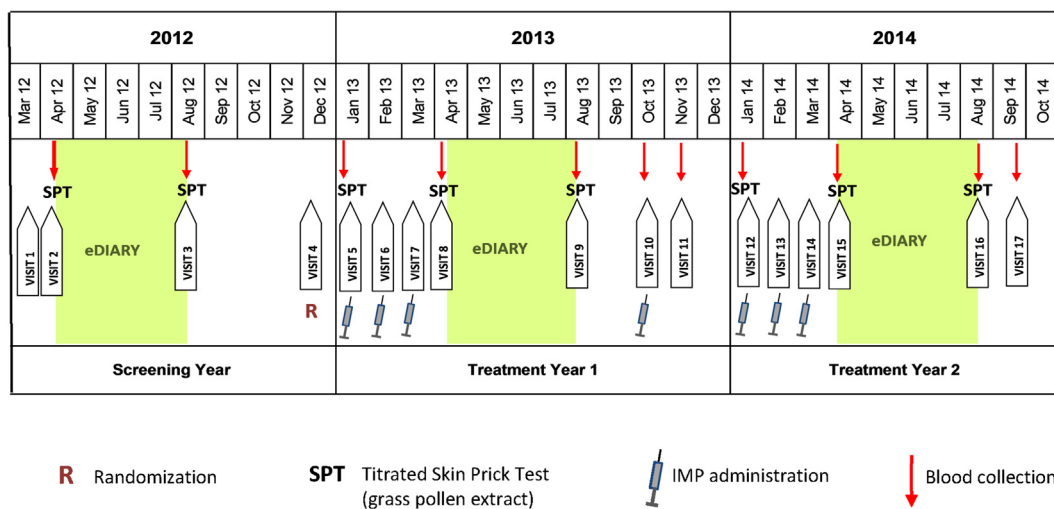 2012 2013 2014
Mar 12 Apr 12 May 12 Jun 12 Jul 12 Aug 12 Sep 12 Oct 12 Nov 12 Dec 12 Jan 13 Feb 13 Mar 13 Apr 13 May 13 Jun 13 Jul 13 Aug 13 Sep 13 Oct 13 Nov 13 Dec 13 Jan 14 Feb 14 Mar 14 Apr 14 May 14 Jun 14 Jul 14 Aug 14 Sep 14 Oct 14
SPT SPT SPT SPT SPT SPT SPT SPT
VISIT 1 VISIT 2 eDIARY VISIT 3 VISIT 4 VISIT 5 VISIT 6 VISIT 7 VISIT 8 eDIARY VISIT 9 VISIT 10 VISIT 11 VISIT 12 VISIT 13 VISIT 14 VISIT 15 eDIARY VISIT 16 VISIT 17
R
Screening Year Treatment Year 1 Treatment Year 2
R Randomization SPT Titrated Skin Prick Test IMP administration Blood collection
(grass pollen extract)